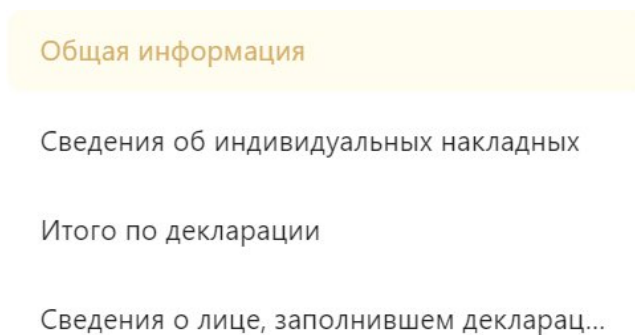 Общая информация
Сведения об индивидуальных накладных
Итого по декларации
Сведения о лице, заполнившем декларац...